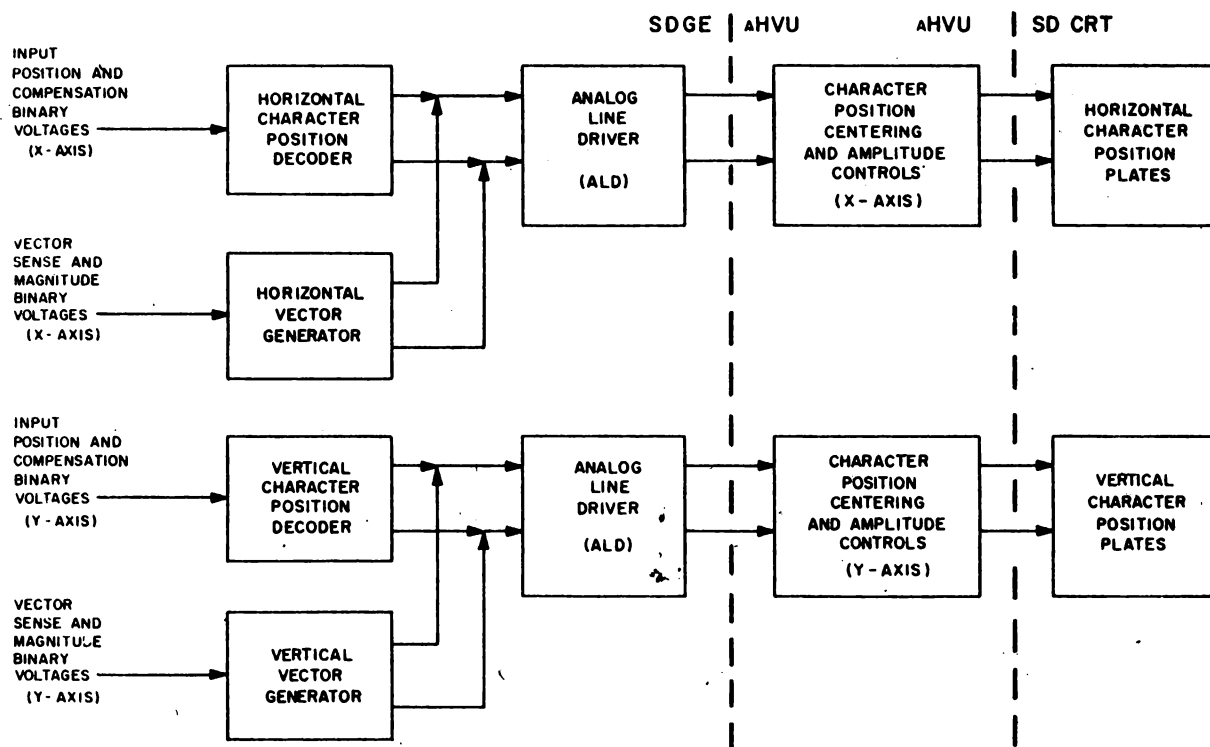 SDGE
AHVU
AHVU
SD CRT
INPUT
POSITION AND
COMPENSATION
BINARY
VOLTAGES
(X-AXIS)
HORIZONTAL
CHARACTER
POSITION
DECODER
ANALOG
LINE
DRIVER
(ALD)
CHARACTER
POSITION
CENTERING
AND AMPLITUDE
CONTROLS
(X-AXIS)
HORIZONTAL
CHARACTER
POSITION
PLATES
VECTOR
SENSE AND
MAGNITUDE
BINARY
VOLTAGES
(X-AXIS)
HORIZONTAL
VECTOR
GENERATOR
INPUT
POSITION AND
COMPENSATION
BINARY
VOLTAGES
(Y-AXIS)
VERTICAL
CHARACTER
POSITION
DECODER
ANALOG
LINE
DRIVER
(ALD)
CHARACTER
POSITION
CENTERING
AND AMPLITUDE
CONTROLS
(Y-AXIS)
VERTICAL
CHARACTER
POSITION
PLATES
VECTOR
SENSE AND
MAGNITUDE
BINARY
VOLTAGES
(Y-AXIS)
VERTICAL
VECTOR
GENERATOR